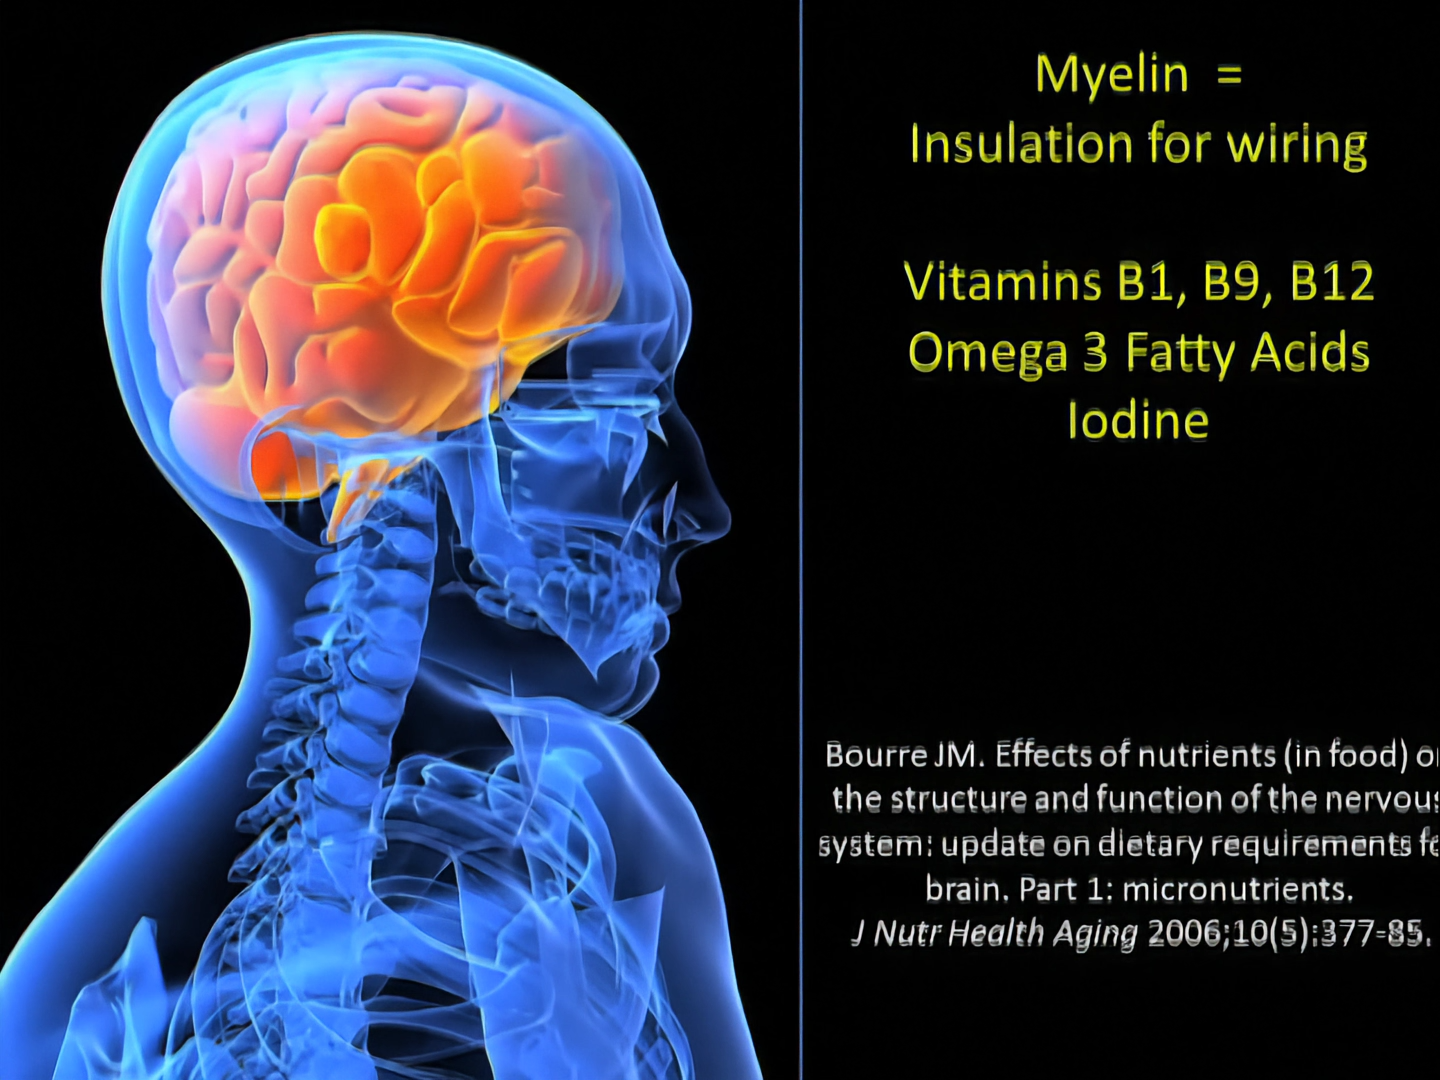 Myelin =
Insulation for wiring
Vitamins B1, B9, B12
Omega 3 Fatty Acids
Iodine
Bourre JM. Effects of nutrients (in food) o
the structure and function of the nervous
system: update on dietary requirements fo
brain. Part 1: micronutrients.
J Nutr Health Aging 2006;10(5):377-85.